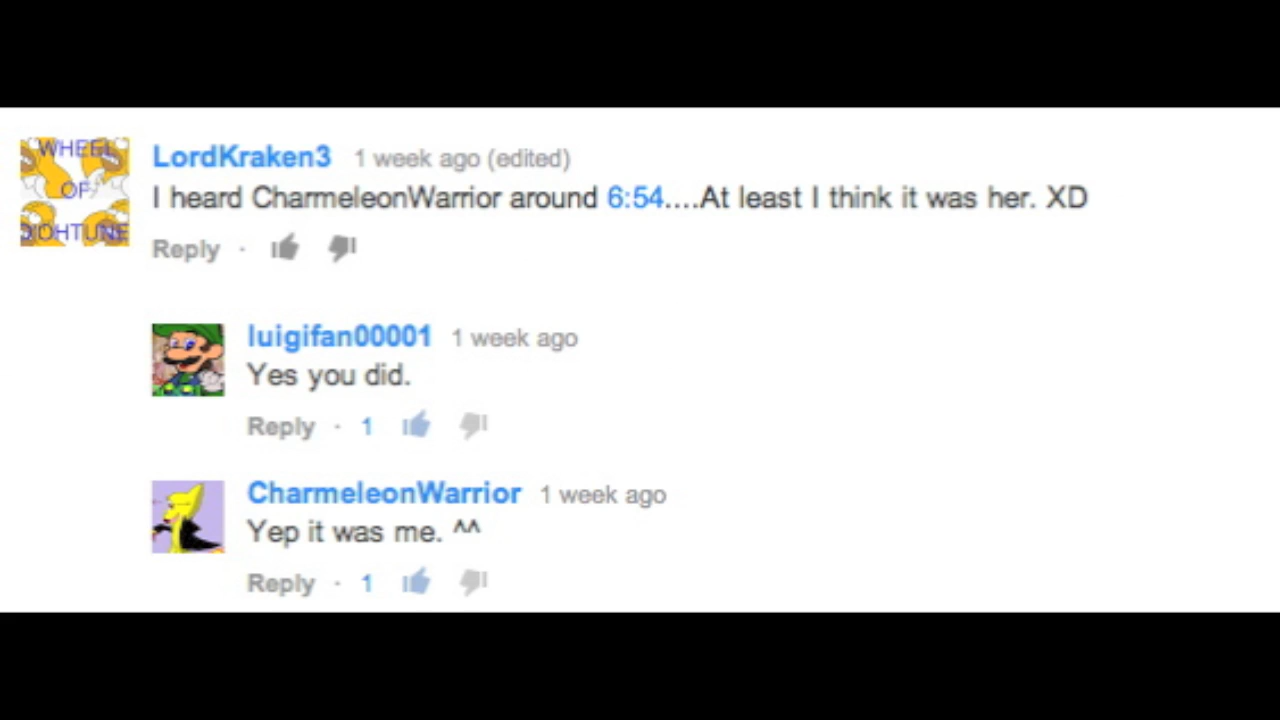 WHEEL
OF
D'OHTUNE
LordKraken3 1 week ago (edited)
I heard CharmeleonWarrior around 6:54....At least I think it was her. XD
Reply ·
luigifan00001 1 week ago
Yes you did.
Reply · 1
CharmeleonWarrior 1 week ago
Yep it was me. ^^
Reply · 1